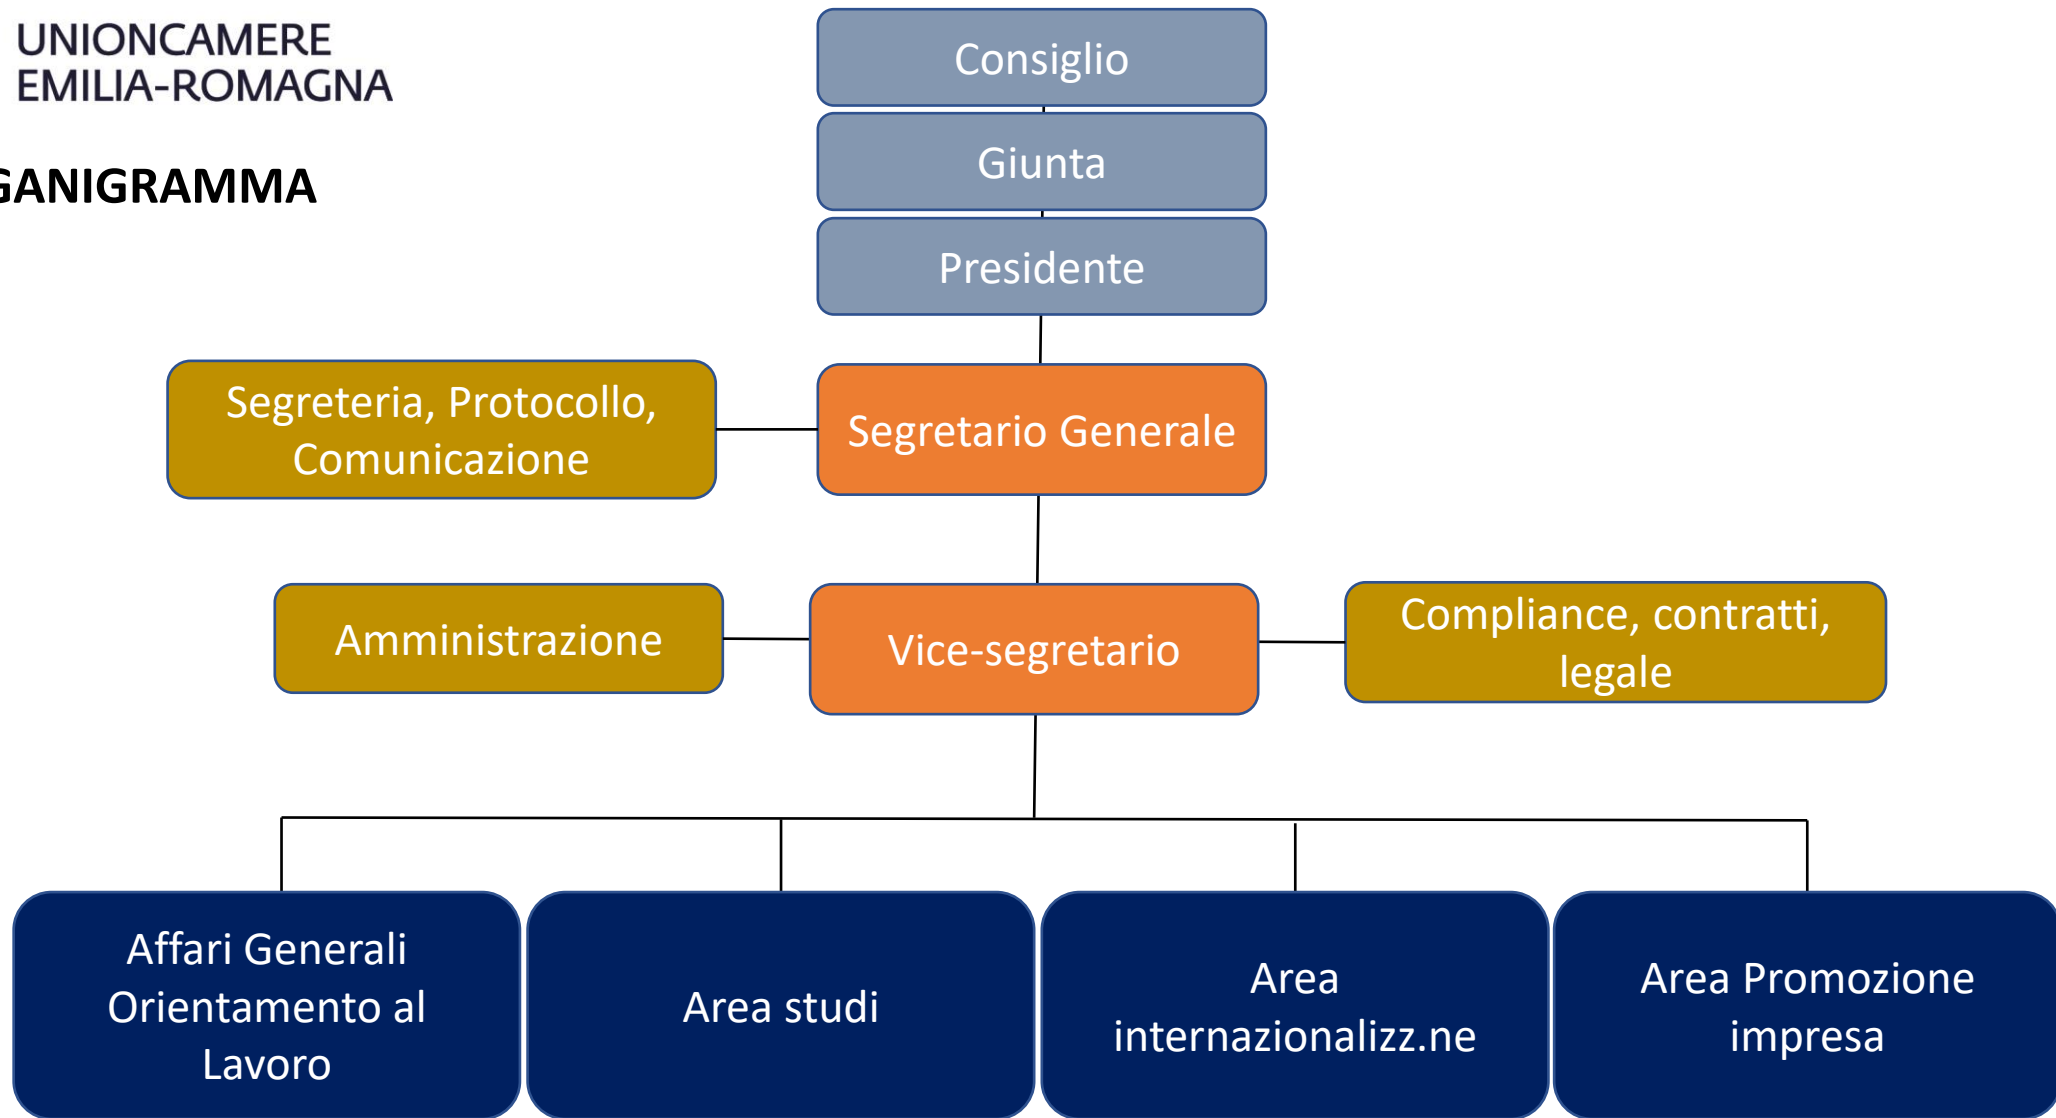 UNIONCAMERE
EMILIA-ROMAGNA
GANIGRAMMA
Consiglio
Giunta
Presidente
Segreteria, Protocollo,
Comunicazione
Segretario Generale
Amministrazione
Vice-segretario
Compliance, contratti,
legale
Affari Generali
Orientamento al
Lavoro
Area studi
Area
internazionalizz.ne
Area Promozione
impresa